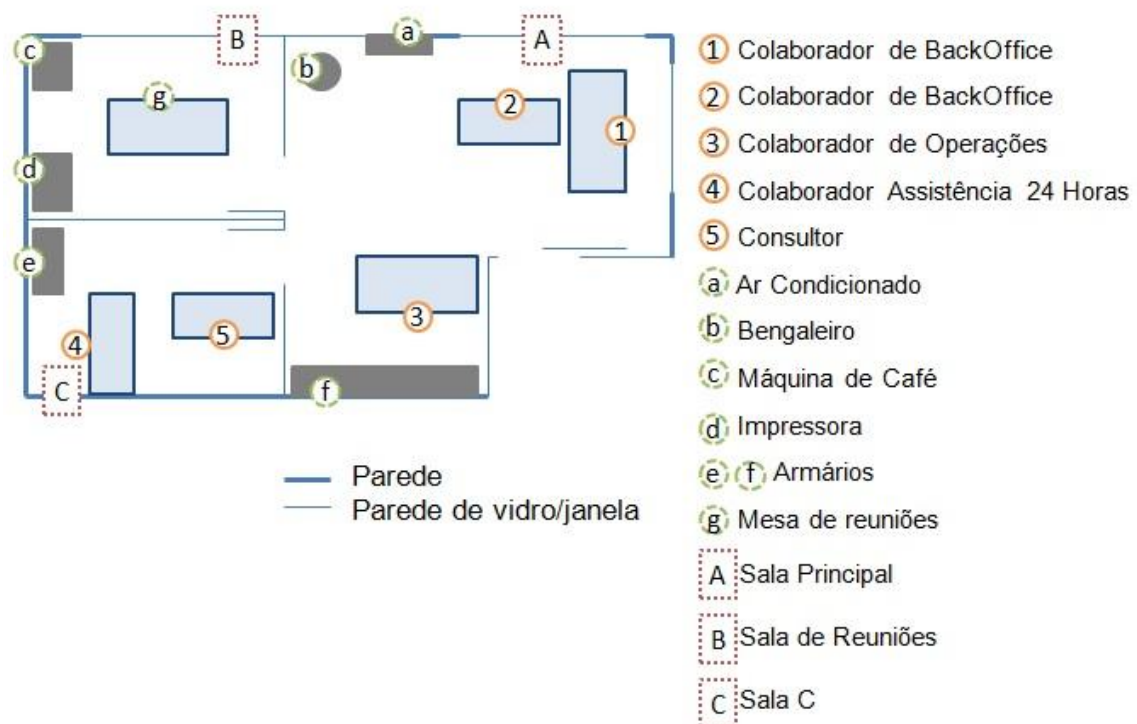 B
a
A
c
b
g
2
1
d
e
3
4
5
C
f
Parede
Parede de vidro/janela
1 Colaborador de BackOffice
2 Colaborador de BackOffice
3 Colaborador de Operações
4 Colaborador Assistência 24 Horas
5 Consultor
a Ar Condicionado
b Bengaleiro
c Máquina de Café
d Impressora
e f Armários
g Mesa de reuniões
A Sala Principal
B Sala de Reuniões
C Sala C